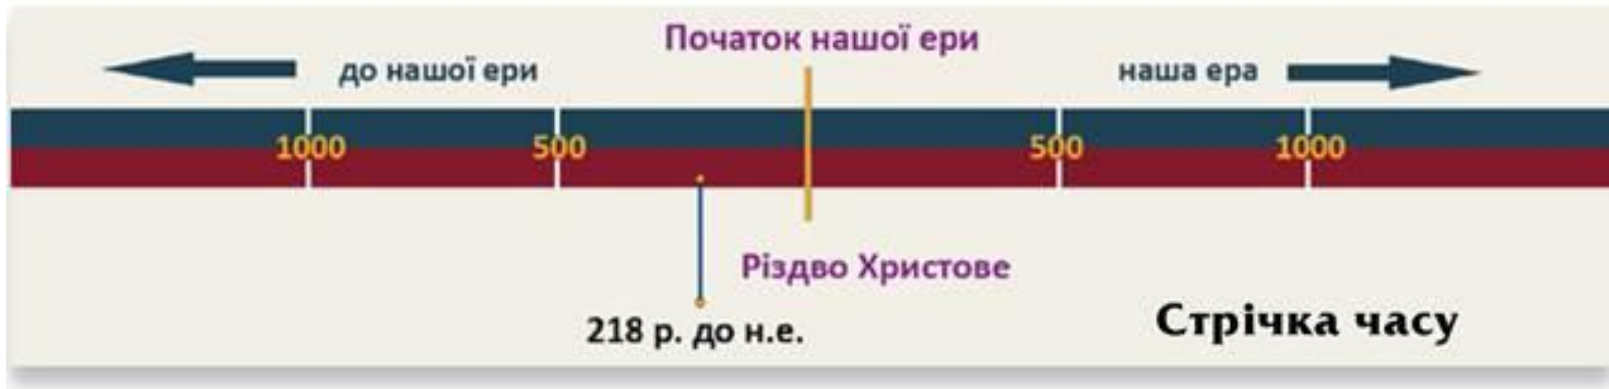 Початок нашої ери
до нашої ери
наша ера
1000
500
500
1000
Різдво Христове
218 р. до н.е.
Стрічка часу